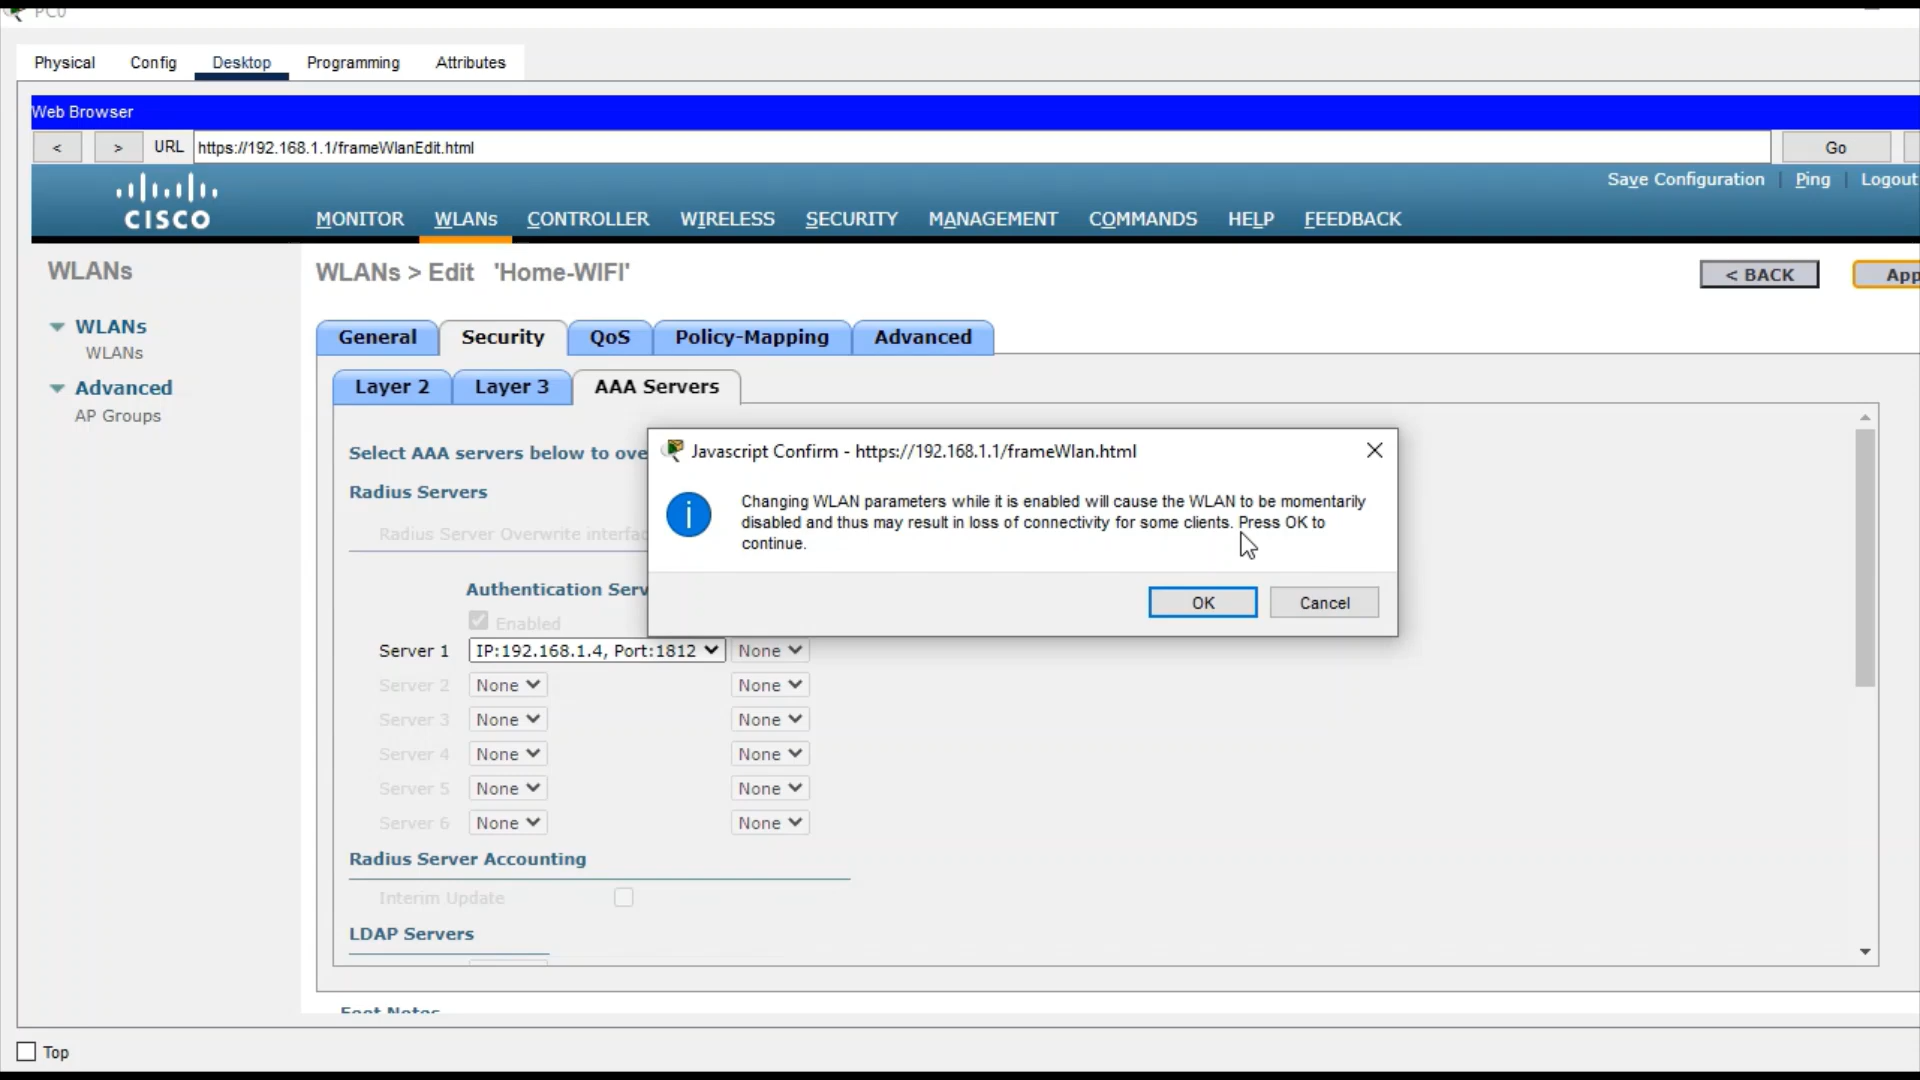 PC0
Physical Config Desktop Programming Attributes
Web Browser
< > URL https://192.168.1.1/frameWlanEdit.html Go
Save Configuration | Ping | Logout
CISCO
MONITOR WLANs CONTROLLER WIRELESS SECURITY MANAGEMENT COMMANDS HELP FEEDBACK
WLANs
WLANs > Edit 'Home-WIFI'
< BACK App
WLANs
WLANs
Advanced
AP Groups
General Security QoS Policy-Mapping Advanced
Layer 2 Layer 3 AAA Servers
Select AAA servers below to ove
Radius Servers
Radius Server Overwrite interfac
Javascript Confirm - https://192.168.1.1/frameWlan.html
Changing WLAN parameters while it is enabled will cause the WLAN to be momentarily
disabled and thus may result in loss of connectivity for some clients. Press OK to
continue.
OK Cancel
Authentication Serv
Enabled
Server 1 IP:192.168.1.4, Port:1812 None
Server 2 None None
Server 3 None None
Server 4 None None
Server 5 None None
Server 6 None None
Radius Server Accounting
Interim Update
LDAP Servers
Foot Notes
Top